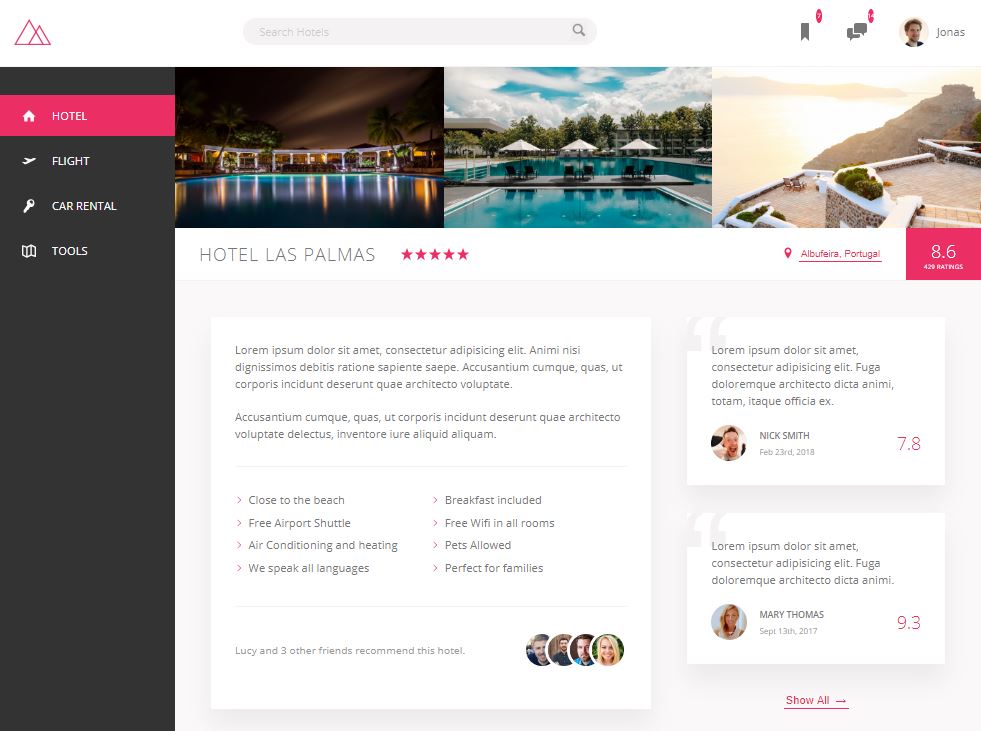 Search Hotels
7
Jonas
HOTEL
FLIGHT
CAR RENTAL
TOOLS
HOTEL LAS PALMAS
Albufeira, Portugal
8.6
429 RATINGS
Lorem ipsum dolor sit amet, consectetur adipisicing elit. Animi nisi
dignissimos debitis ratione sapiente saepe. Accusantium cumque, quas, ut
corporis incidunt deserunt quae architecto voluptate.
Accusantium cumque, quas, ut corporis incidunt deserunt quae architecto
voluptate delectus, inventore iure aliquid aliquam.
Close to the beach
Free Airport Shuttle
Air Conditioning and heating
We speak all languages
Breakfast included
Free Wifi in all rooms
Pets Allowed
Perfect for families
Lucy and 3 other friends recommend this hotel.
Lorem ipsum dolor sit amet,
consectetur adipisicing elit. Fuga
doloremque architecto dicta animi,
totam, itaque officia ex.
NICK SMITH
Feb 23rd, 2018
7.8
Lorem ipsum dolor sit amet,
consectetur adipisicing elit. Fuga
doloremque architecto dicta animi.
MARY THOMAS
Sept 13th, 2017
9.3
Show All →